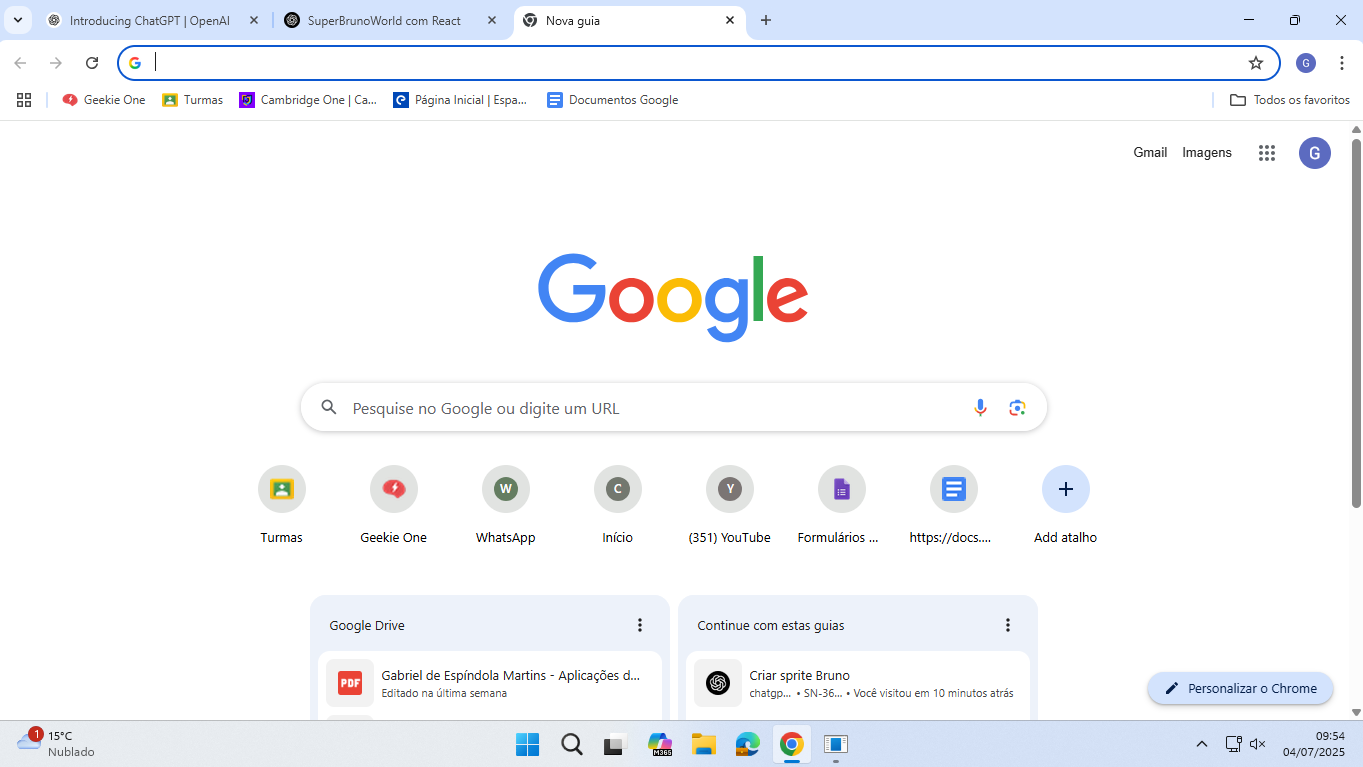 Introducing ChatGPT | OpenAI
SuperBrunoWorld com React
Nova guia
G
Geekie One
Turmas
Cambridge One | Ca...
Página Inicial | Espa...
Documentos Google
Todos os favoritos
Gmail
Imagens
G
Google
Pesquise no Google ou digite um URL
W
C
Y
Turmas
Geekie One
WhatsApp
Início
(351) YouTube
Formulários ...
https://docs....
Add atalho
Google Drive
Continue com estas guias
PDF
Gabriel de Espíndola Martins - Aplicações d...
Editado na última semana
Criar sprite Bruno
chatgp... • SN-36... • Você visitou em 10 minutos atrás
Personalizar o Chrome
1
15°C
Nublado
M365
09:54
04/07/2025